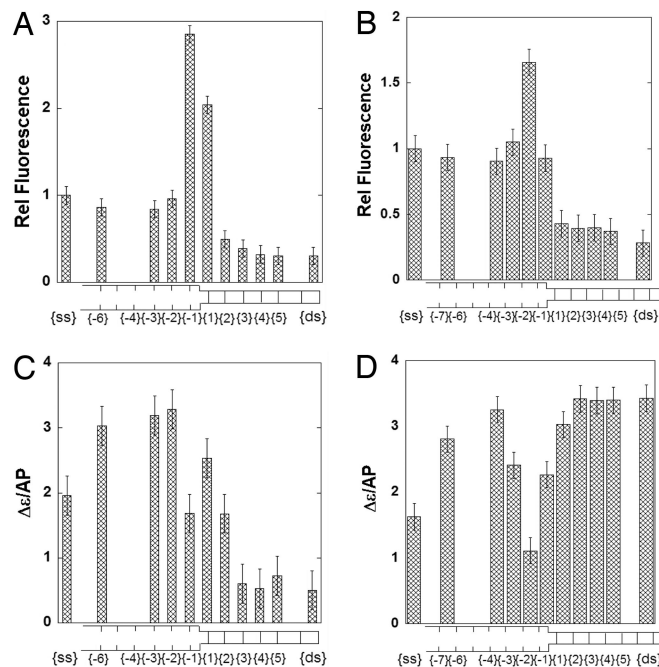 A
B
3
2
1
0
Rel Fluorescence
{ss}
{-6}
{-4}{-3}{-2}{-1}{1}{2}{3}{4}{5}
{ds}
2
1.5
1
0.5
0
Rel Fluorescence
{ss}
{-7}{-6}
{-4}{-3}{-2}{-1}{1}{2}{3}{4}{5}
{ds}
C
D
4
3
2
1
0
Δε/AP
{ss}
{-6}
{-4}{-3}{-2}{-1}{1}{2}{3}{4}{5}
{ds}
4
3
2
1
0
Δε/AP
{ss}
{-7}{-6}
{-4}{-3}{-2}{-1}{1}{2}{3}{4}{5}
{ds}